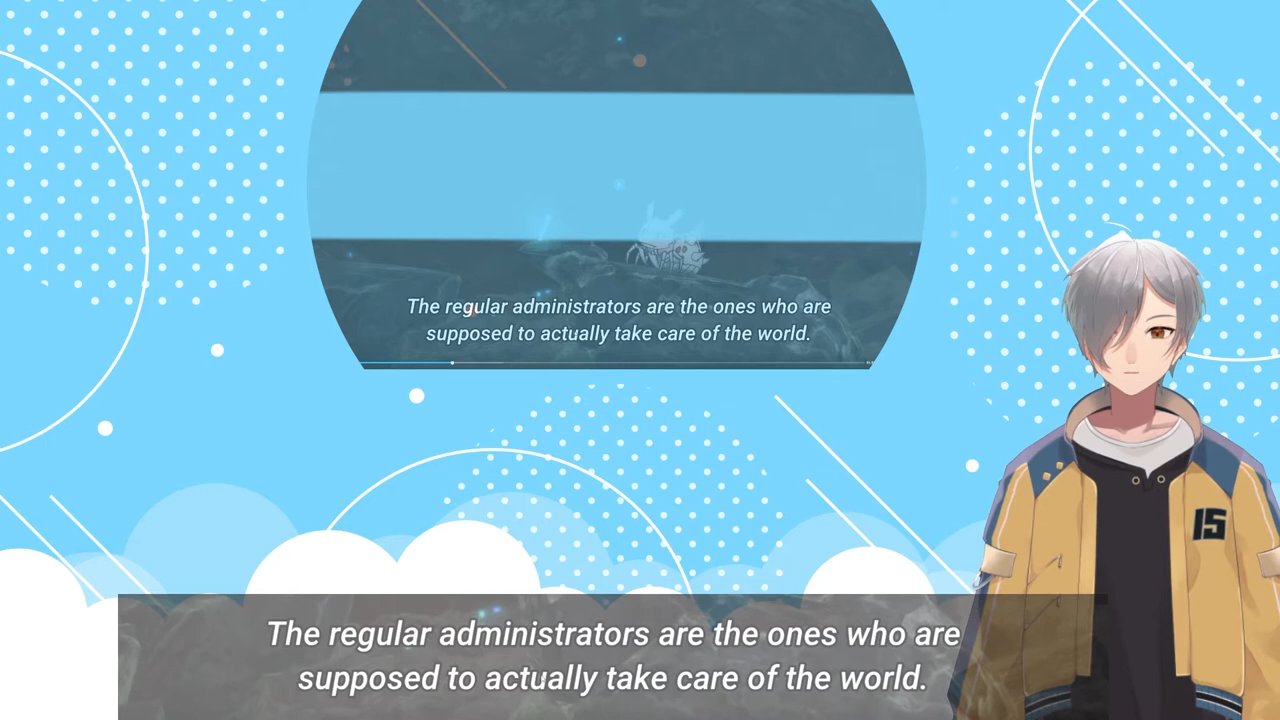 The regular administrators are the ones who are
supposed to actually take care of the world.
15
The regular administrators are the ones who are
supposed to actually take care of the world.